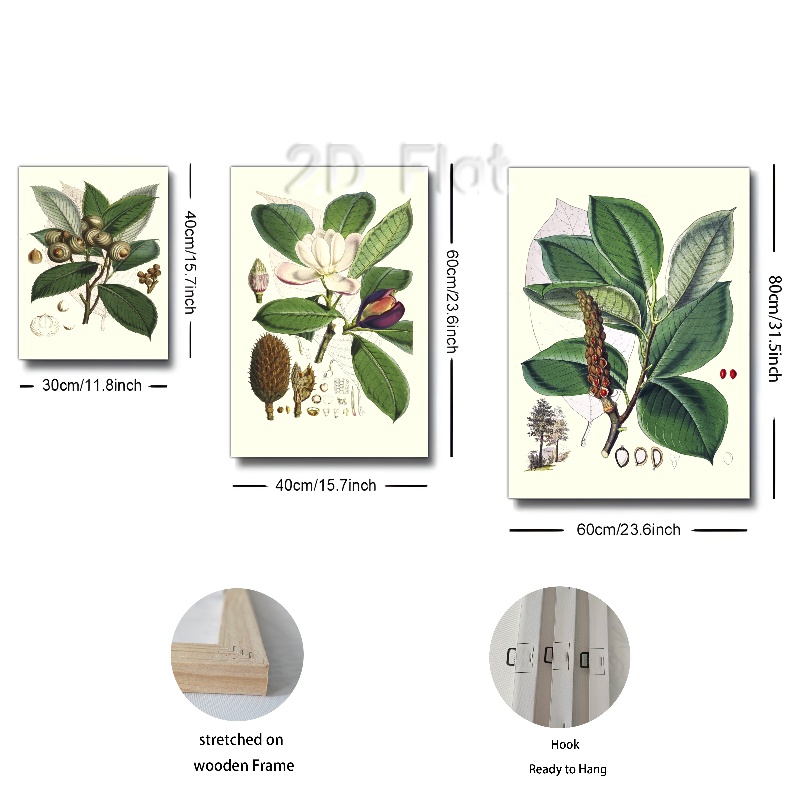 2D Flat
40cm/15.7inch
60cm/23.6inch
80cm/31.5inch
30cm/11.8inch
40cm/15.7inch
60cm/23.6inch
stretched on
wooden Frame
Hook
Ready to Hang